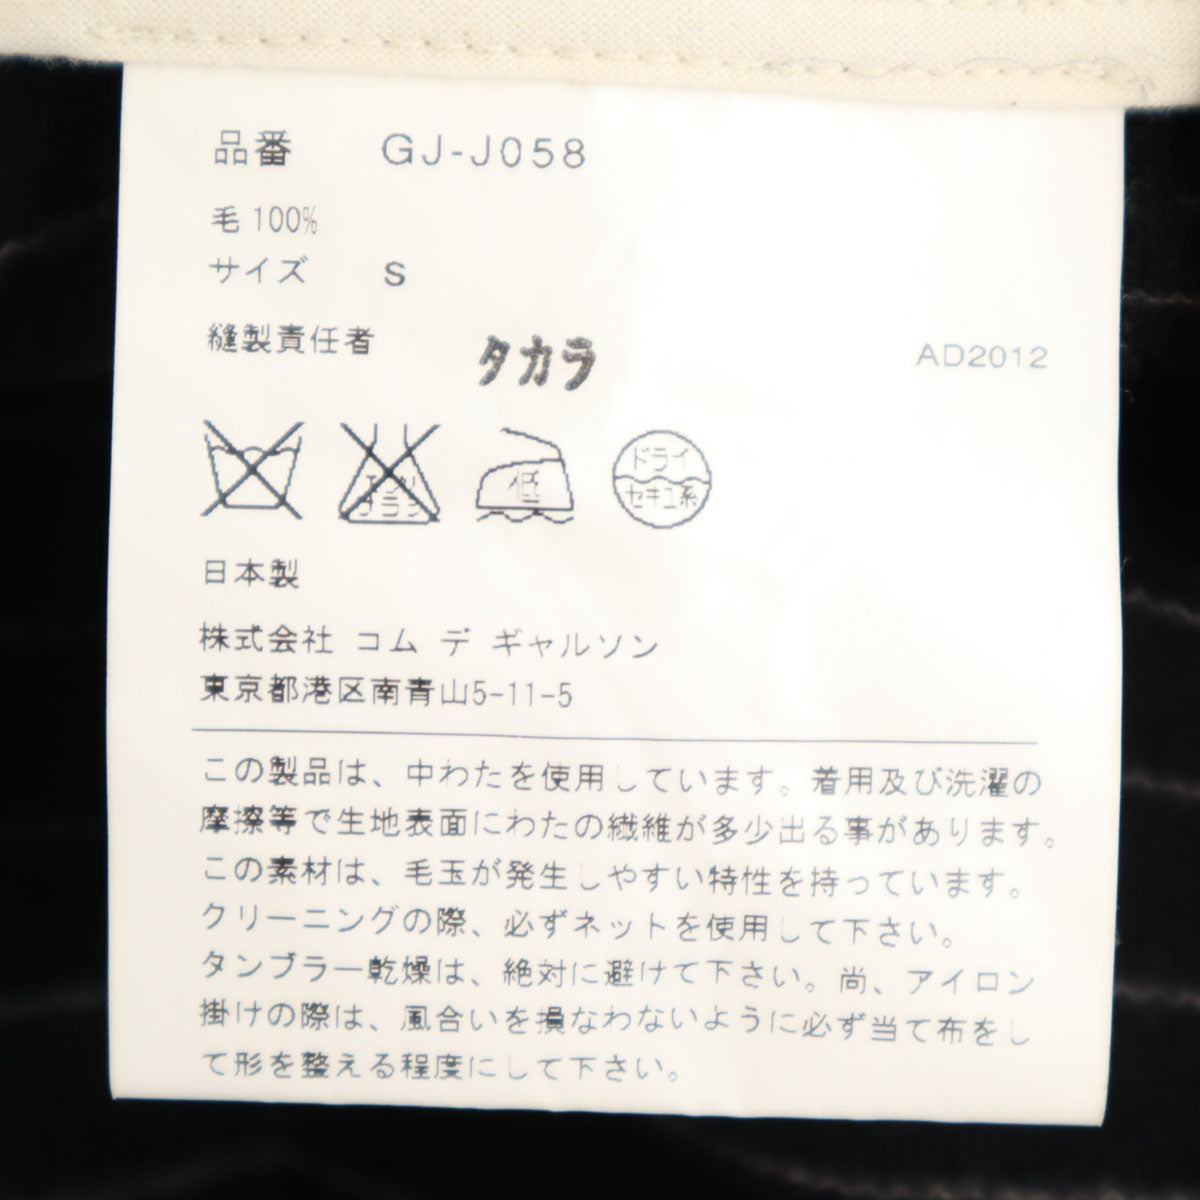 品番 GJ-J058
毛 100%
サイズ S
縫製責任者 タカラ AD2012
エンソ
サラシ
低
ドライ
セキユ系
日本製
株式会社 コム デ ギャルソン
東京都港区南青山5-11-5
この製品は、中わたを使用しています。着用及び洗濯の
摩擦等で生地表面にわたの繊維が多少出る事があります。
この素材は、毛玉が発生しやすい特性を持っています。
クリーニングの際、必ずネットを使用して下さい。
タンブラー乾燥は、絶対に避けて下さい。尚、アイロン
掛けの際は、風合いを損なわないように必ず当て布をし
て形を整える程度にして下さい。